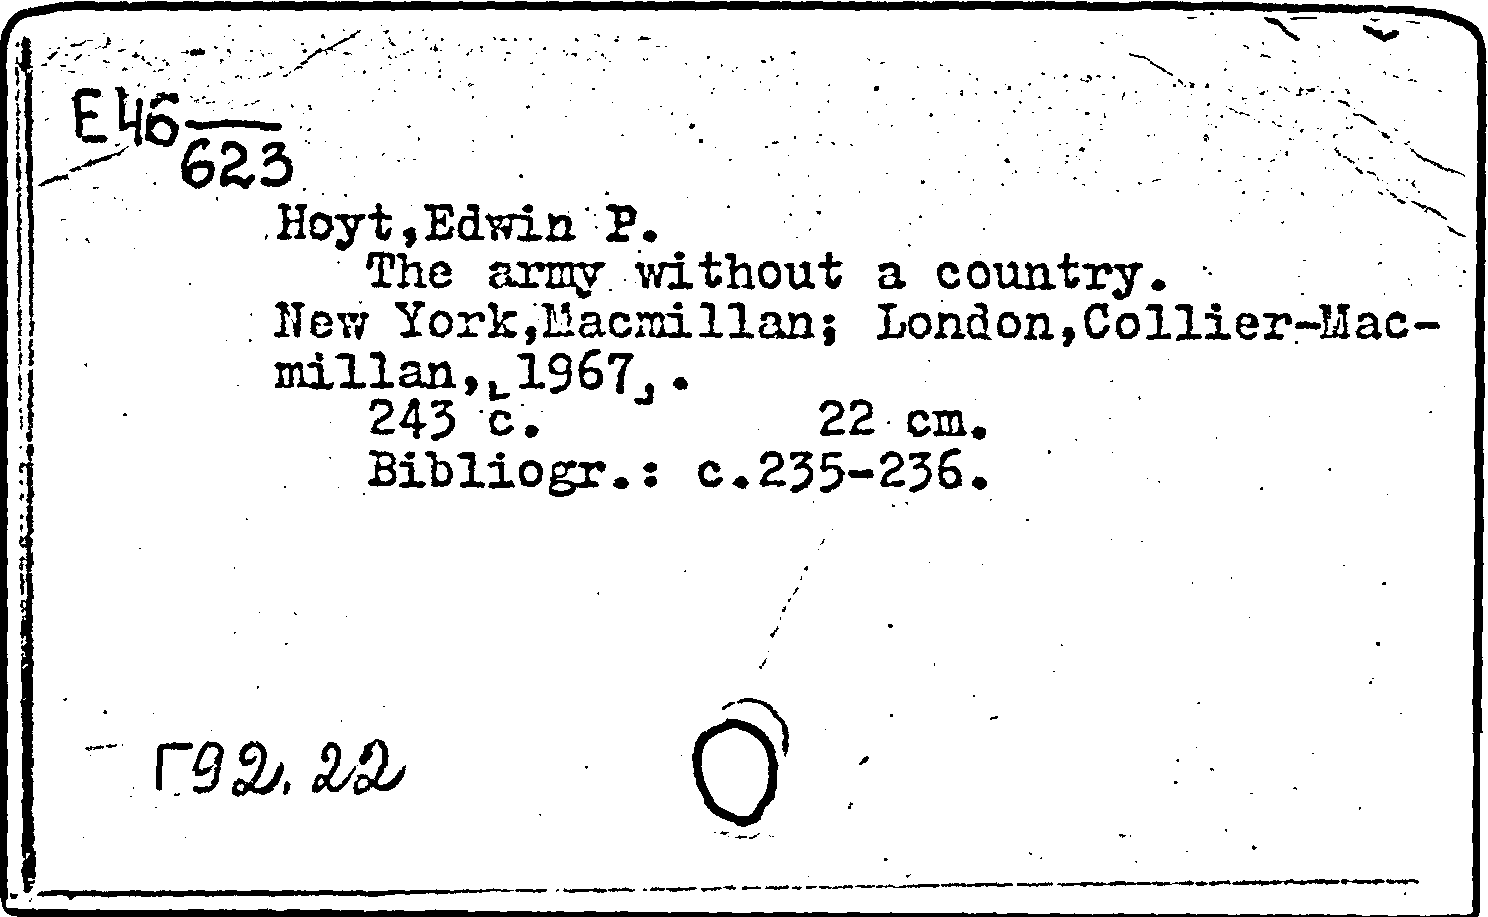 E46
623
Hoyt,Edwin P.
The army without a country.
New York,Macmillan; London,Collier-Mac-
millan,[1967].
243 с. 22 cm.
Bibliogr.: с.235-236.
Г92.22